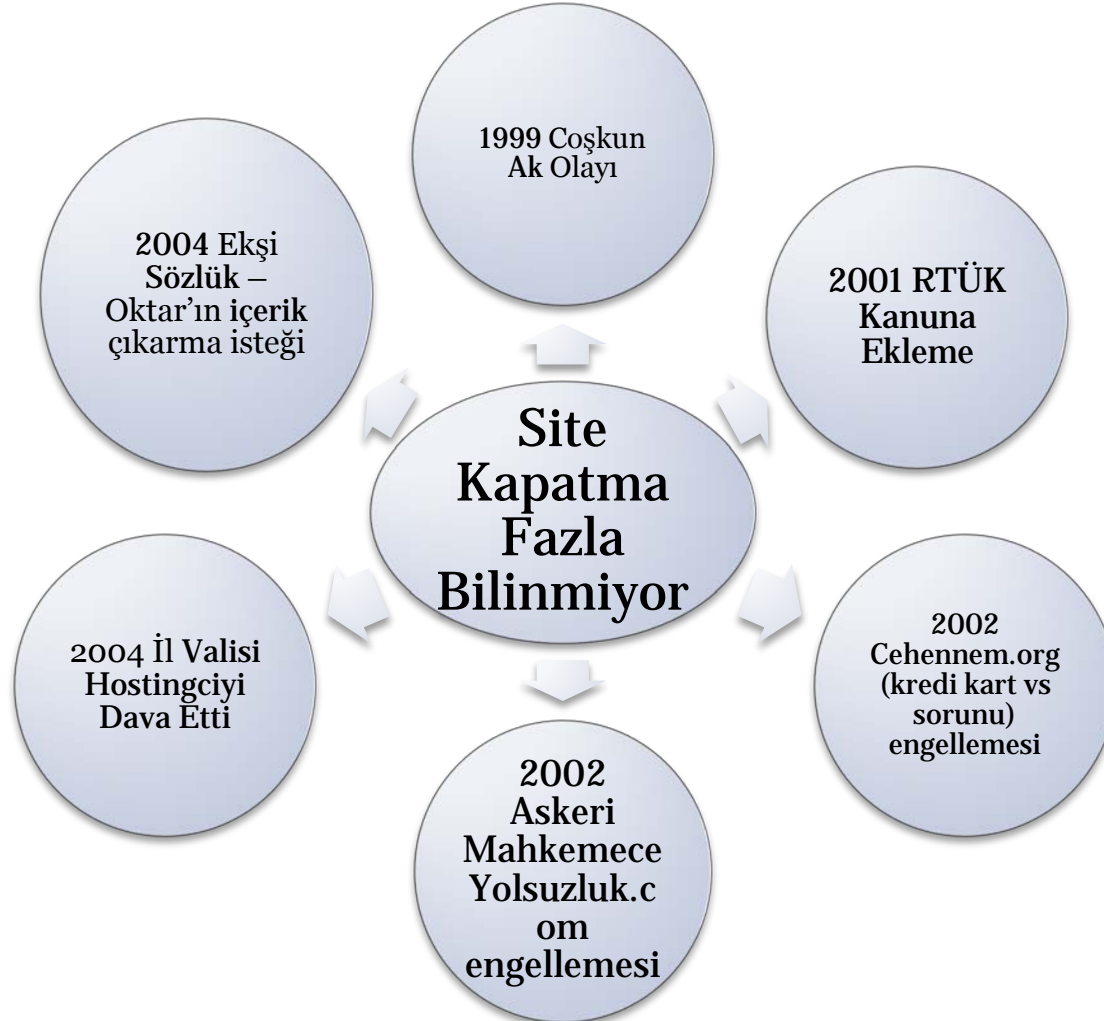 1999 Coşkun
Ak Olayı
2001 RTÜK
Kanuna
Ekleme
2002
Cehennem.org
(kredi kart vs
sorunu)
engellemesi
2002
Askeri
Mahkemece
Yolsuzluk.c
om
engellemesi
2004 İl Valisi
Hostingciyi
Dava Etti
2004 Ekşi
Sözlük –
Oktar’ın içerik
çıkarma isteği
Site
Kapatma
Fazla
Bilinmiyor